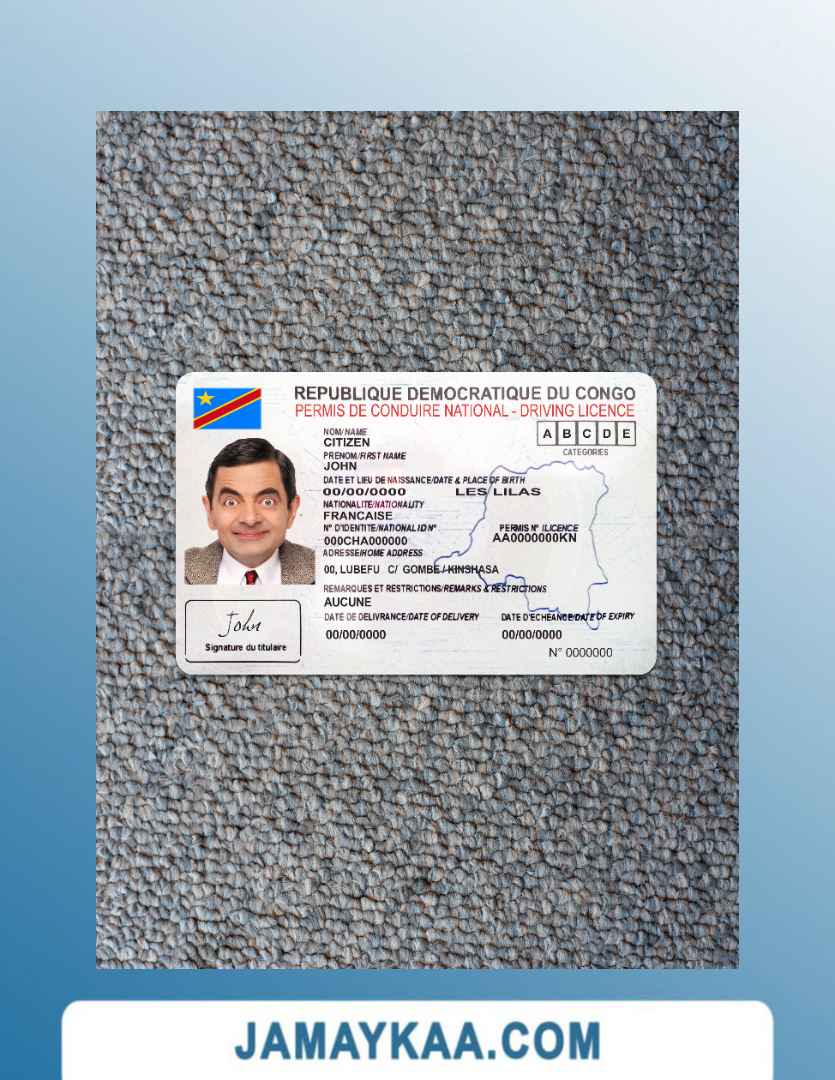 REPUBLIQUE DEMOCRATIQUE DU CONGO
PERMIS DE CONDUIRE NATIONAL - DRIVING LICENCE
A B C D E
CATEGORIES
NOM/NAME
CITIZEN
PRENOM/FIRST NAME
JOHN
DATE ET LIEU DE NAISSANCE/DATE & PLACE OF BIRTH
00/00/0000 LES LILAS
NATIONALITE/NATIONALITY
FRANCAISE
N° D'IDENTITE/NATIONAL ID N° PERMIS N° /LICENCE
000CHA000000 AA0000000KN
ADRESSE/HOME ADDRESS
00, LUBEFU C/ GOMBE / KINSHASA
REMARQUES ET RESTRICTIONS/REMARKS & RESTRICTIONS
AUCUNE
DATE DE DELIVRANCE/DATE OF DELIVERY DATE D'ECHEANCE/DATE OF EXPIRY
00/00/0000 00/00/0000
N° 0000000
John
Signature du titulaire
JAMAYKAA.COM